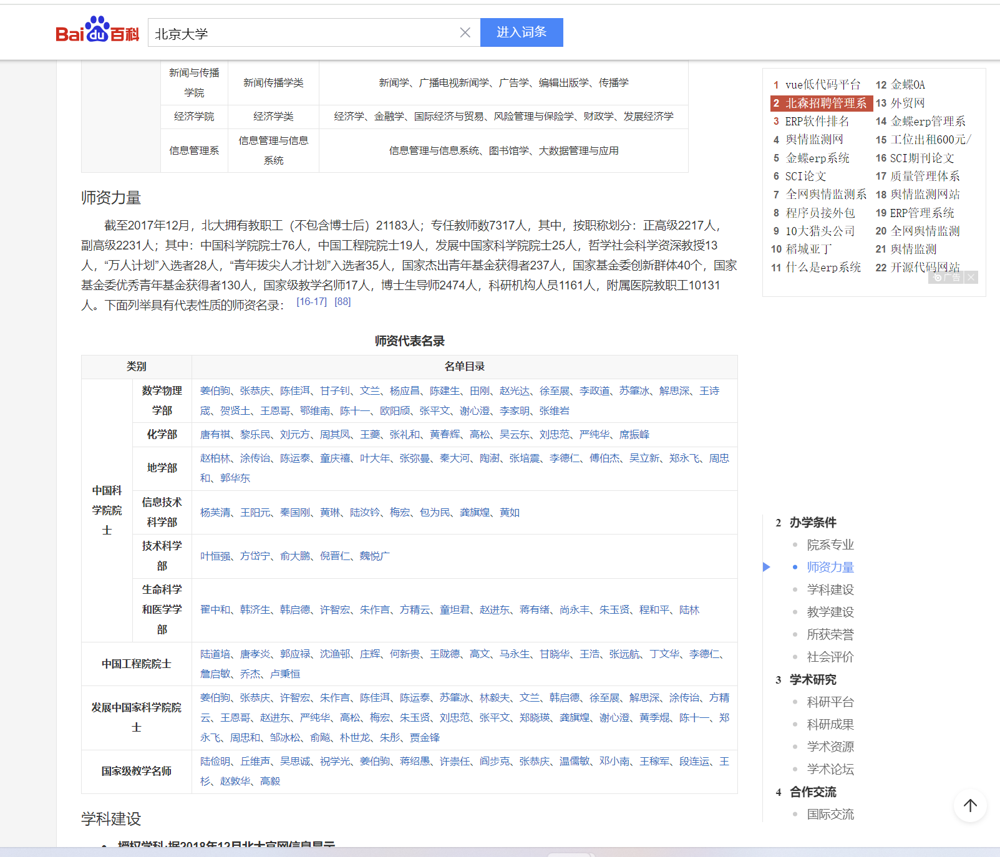 Bai du 百科
北京大学
进入词条
新闻与传播
学院
新闻传播学类
新闻学、广播电视新闻学、广告学、编辑出版学、传播学
经济学院
经济学类
经济学、金融学、国际经济与贸易、风险管理与保险学、财政学、发展经济学
信息管理系
信息管理与信息
系统
信息管理与信息系统、图书馆学、大数据管理与应用
师资力量
截至2017年12月，北大拥有教职工（不包含博士后）21183人；专任教师数7317人，其中，按职称划分：正高级2217人，
副高级2231人；其中：中国科学院院士76人，中国工程院院士19人，发展中国家科学院院士25人，哲学社会科学资深教授13
人，“万人计划”入选者28人，“青年拔尖人才计划”入选者35人，国家杰出青年基金获得者237人，国家基金委创新群体40个，国家
基金委优秀青年基金获得者130人，国家级教学名师17人，博士生导师2474人，科研机构人员1161人，附属医院教职工10131
人。下面列举具有代表性质的师资名录： [16-17] [88]
师资代表名录
类别
名单目录
中国科
学院院
士
数学物理
学部
姜伯驹、张恭庆、陈佳洱、甘子钊、文兰、杨应昌、陈建生、田刚、赵光达、徐至展、李政道、苏肇冰、解思深、王诗
宬、贺贤土、王恩哥、鄂维南、陈十一、欧阳颀、张平文、谢心澄、李家明、张维岩
化学部
唐有祺、黎乐民、刘元方、周其凤、王夔、张礼和、黄春辉、高松、吴云东、刘忠范、严纯华、席振峰
地学部
赵柏林、涂传诒、陈运泰、童庆禧、叶大年、张弥曼、秦大河、陶澍、张培震、李德仁、傅伯杰、吴立新、郑永飞、周忠
和、郭华东
信息技术
科学部
杨芙清、王阳元、秦国刚、黄琳、陆汝钤、梅宏、包为民、龚旗煌、黄如
技术科学
部
叶恒强、方岱宁、俞大鹏、倪晋仁、魏悦广
生命科学
和医学学
部
翟中和、韩济生、韩启德、许智宏、朱作言、方精云、童坦君、赵进东、蒋有绪、尚永丰、朱玉贤、程和平、陆林
中国工程院院士
陆道培、唐孝炎、郭应禄、沈渔邨、庄辉、何新贵、王陇德、高文、马永生、甘晓华、王浩、张远航、丁文华、李德仁、
詹启敏、乔杰、卢秉恒
发展中国家科学院院
士
姜伯驹、张恭庆、许智宏、朱作言、陈佳洱、陈运泰、苏肇冰、林毅夫、文兰、韩启德、徐至展、解思深、涂传诒、方精
云、王恩哥、赵进东、严纯华、高松、梅宏、朱玉贤、刘忠范、张平文、郑晓瑛、龚旗煌、谢心澄、黄季焜、陈十一、郑
永飞、周忠和、邹冰松、俞飚、朴世龙、朱彤、贾金锋
国家级教学名师
陆俭明、丘维声、吴思诚、祝学光、姜伯驹、蒋绍愚、许崇任、阎步克、张恭庆、温儒敏、邓小南、王稼军、段连运、王
杉、赵敦华、高毅
学科建设
授权学科:据2018年12月北大官网信息显示
1 vue低代码平台
2 北森招聘管理系
3 ERP软件排名
4 舆情监测网
5 金蝶erp系统
6 SCI论文
7 全网舆情监测系
8 程序员接外包
9 10大猎头公司
10 稻城亚丁
11 什么是erp系统
12 金蝶OA
13 外贸网
14 金蝶erp管理系
15 工位出租600元/
16 SCI期刊论文
17 质量管理体系
18 舆情监测网站
19 ERP管理系统
20 全网舆情监测
21 舆情监测
22 开源代码网站
广告
2 办学条件
院系专业
师资力量
学科建设
教学建设
所获荣誉
社会评价
3 学术研究
科研平台
科研成果
学术资源
学术论坛
4 合作交流
国际交流